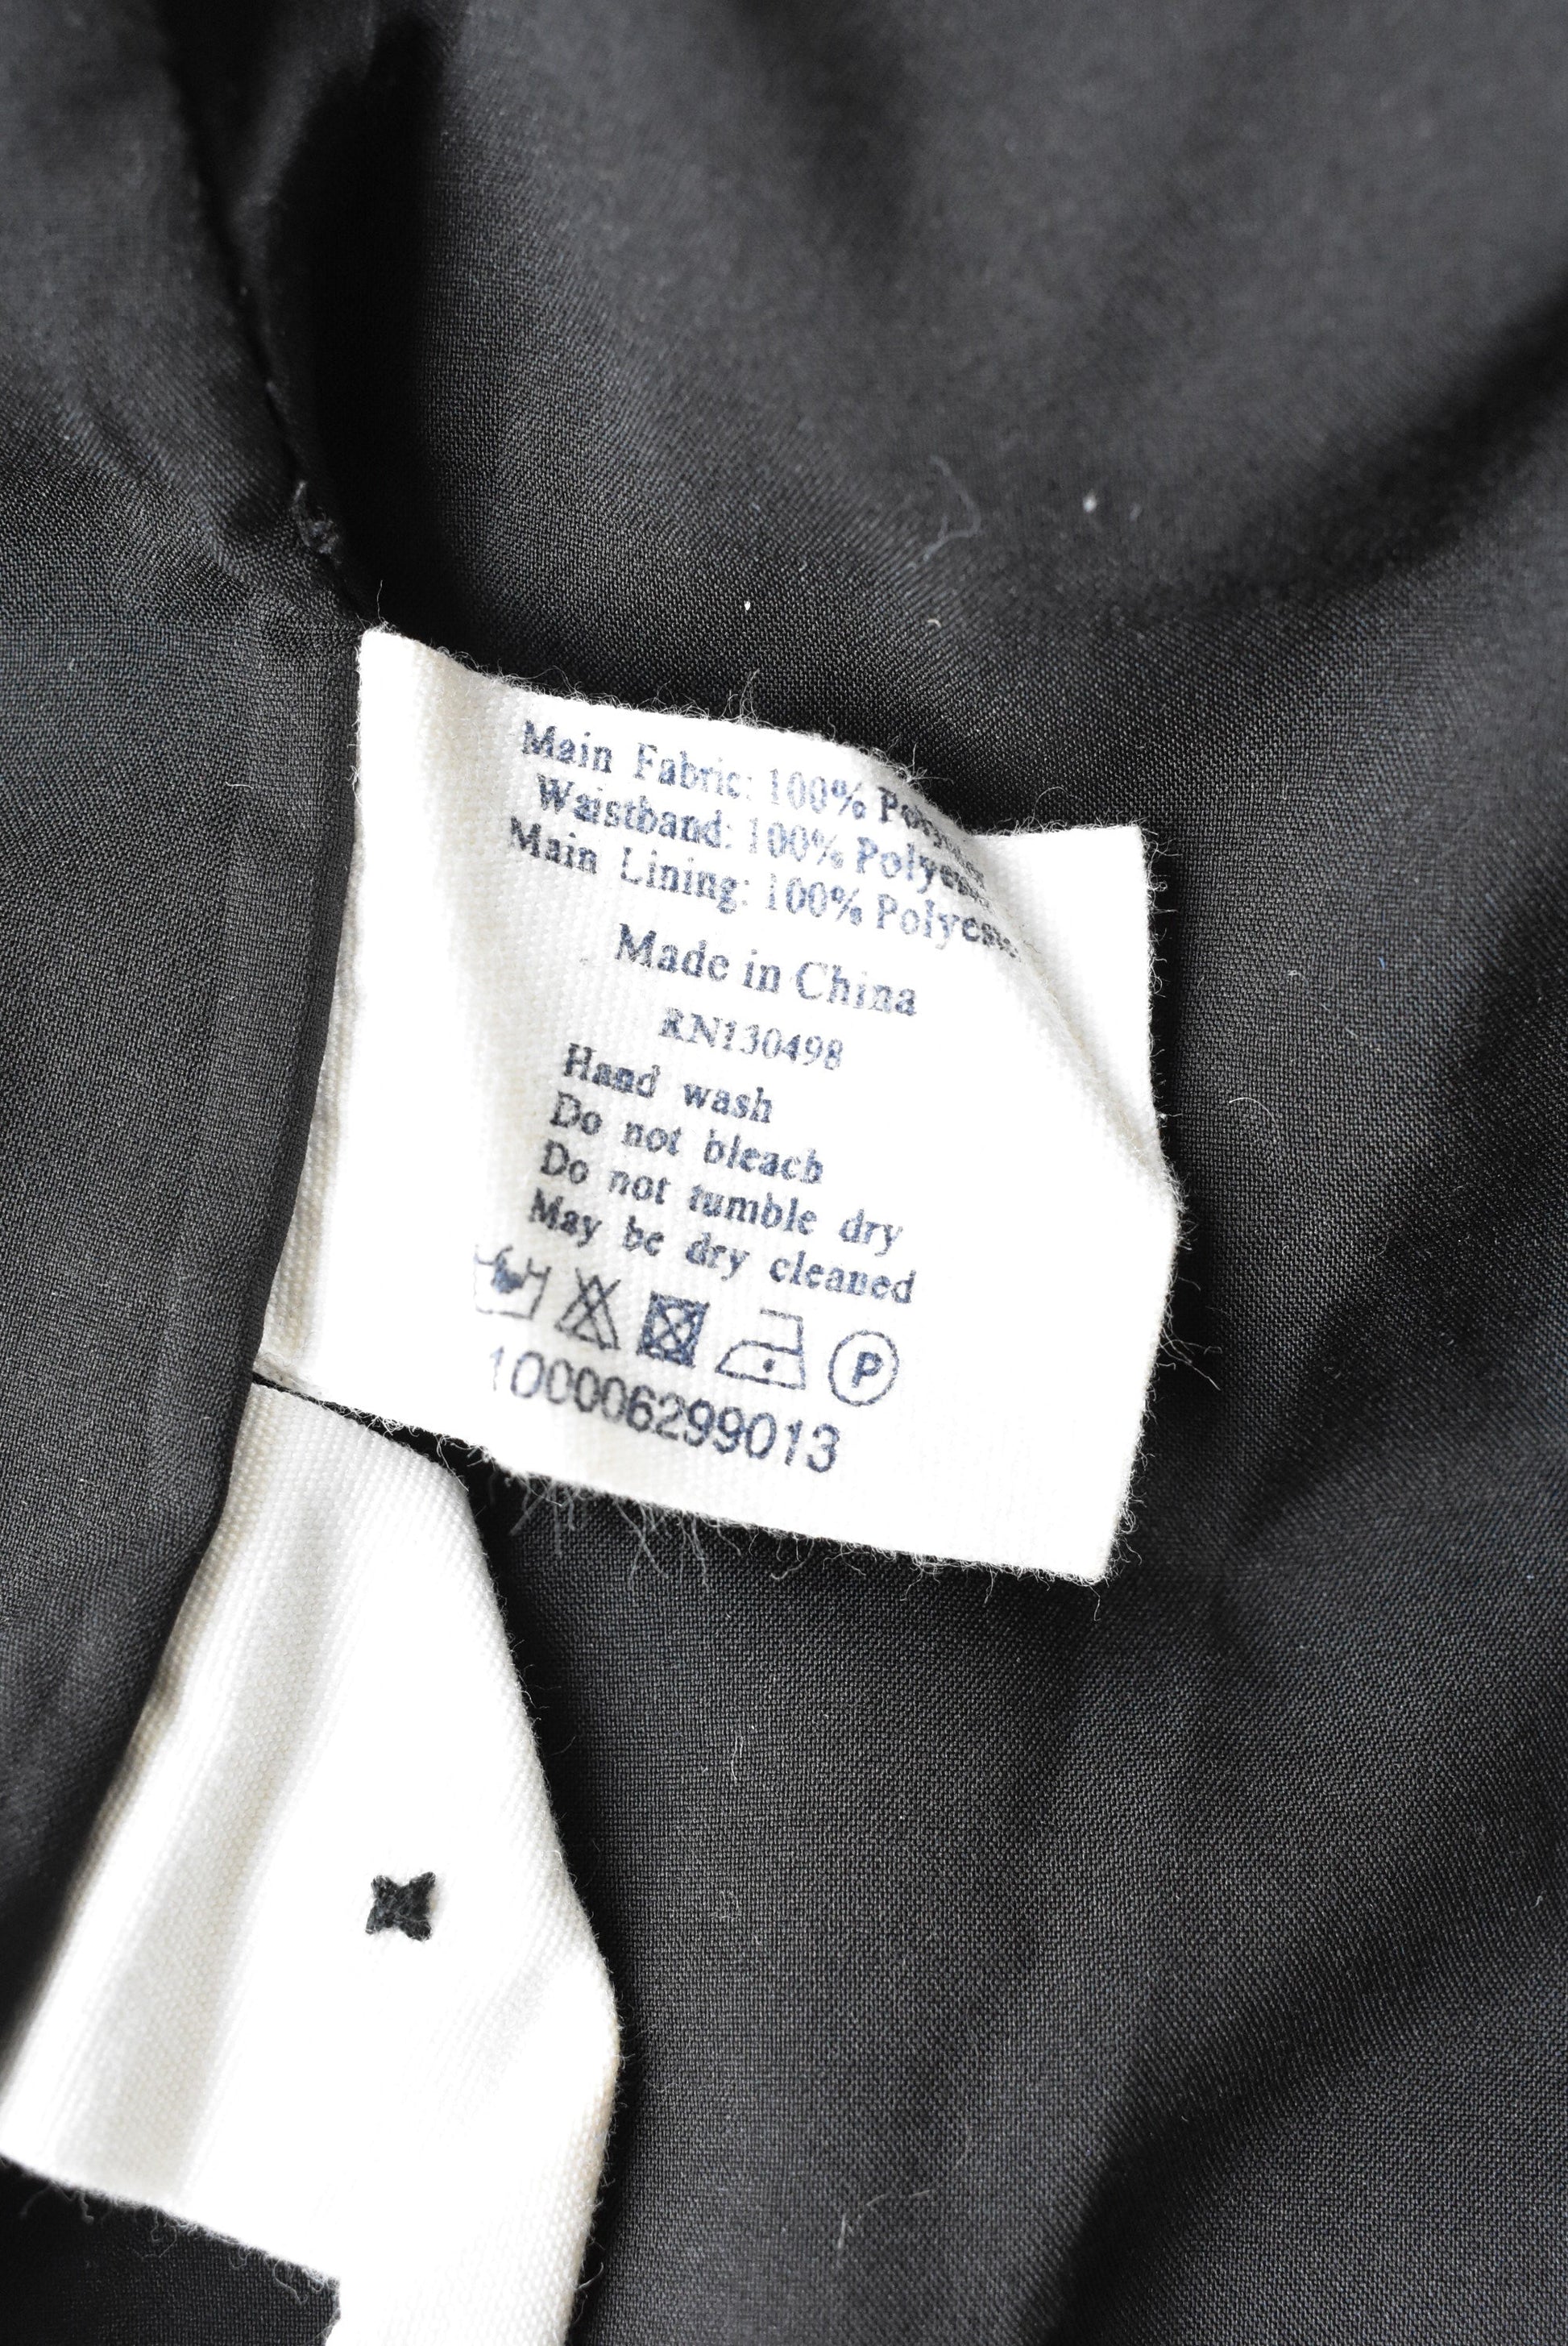 Main Fabric: 100% Polyester
Waistband: 100% Polyester
Main Lining: 100% Polyester
Made in China
RN130498
Hand wash
Do not bleach
Do not tumble dry
May be dry cleaned
P
100006299013